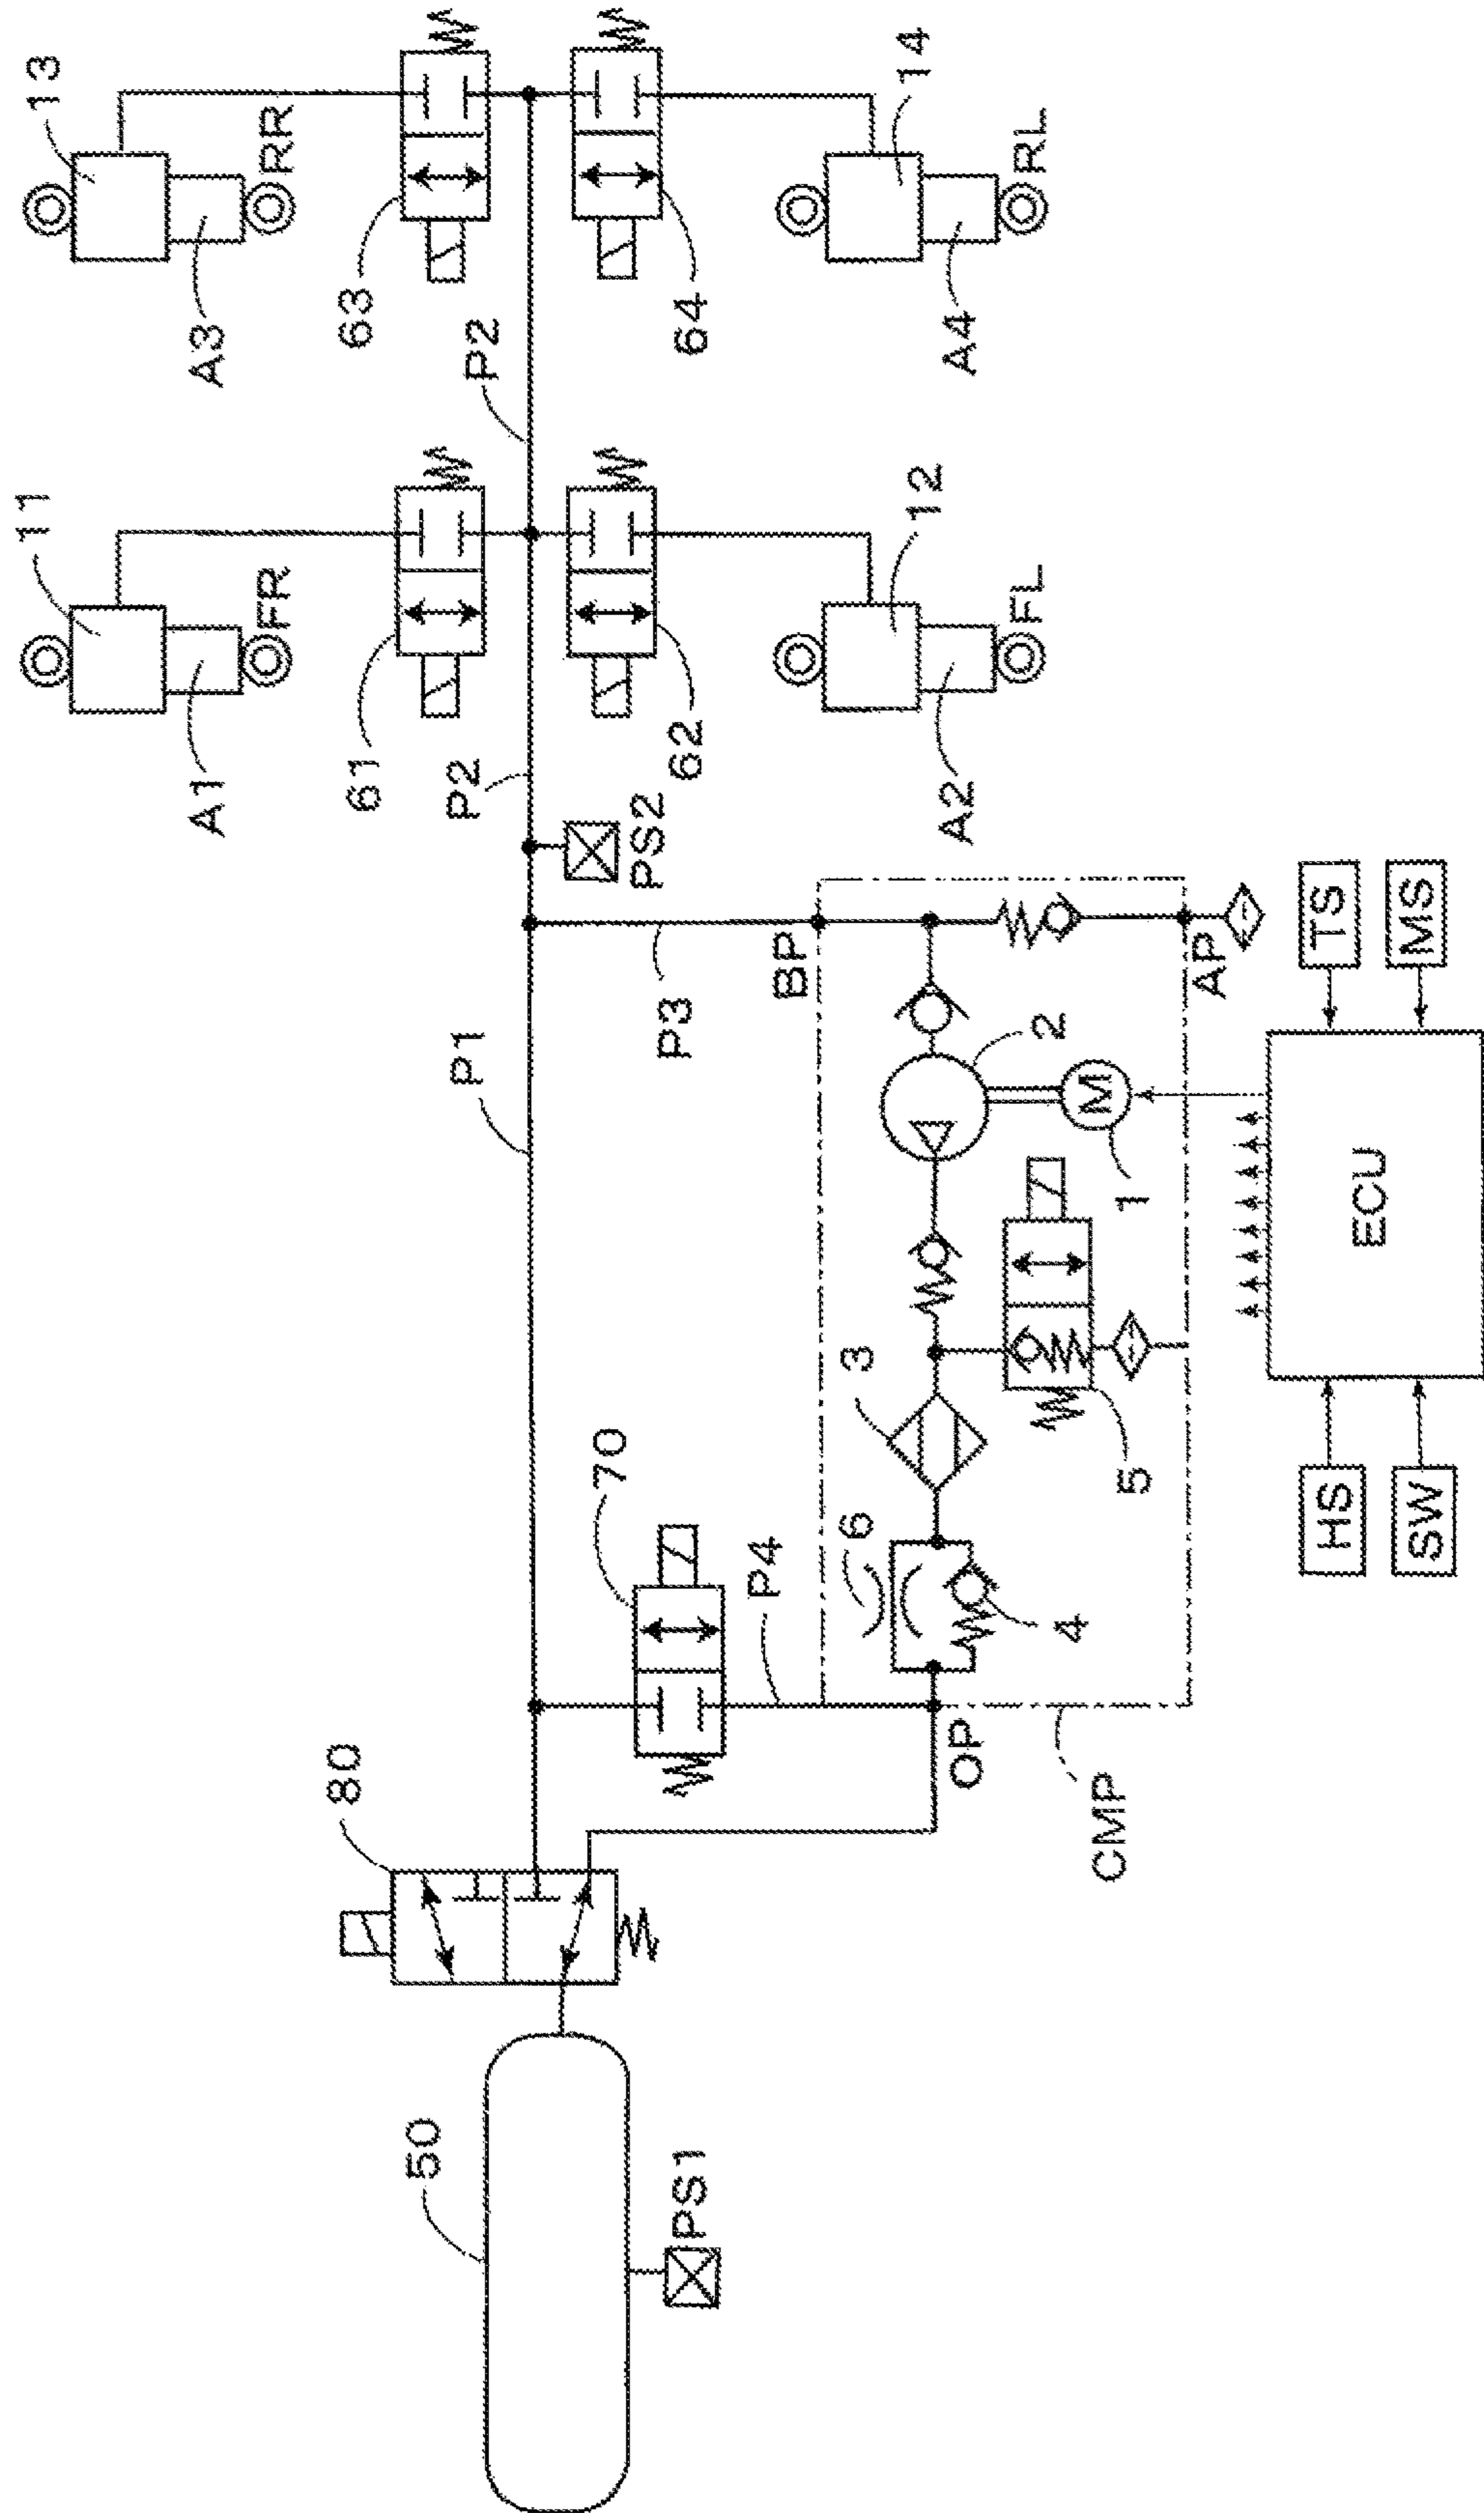 13
RR
A3
63
P2
64
14
RL
A4
11
FR
A1
61
P2
62
12
FL
A2
PS2
P1
P3
BP
AP
2
M
1
3
5
6
4
70
P4
OP
CMP
80
50
PS1
TS
MS
ECU
HS
SW